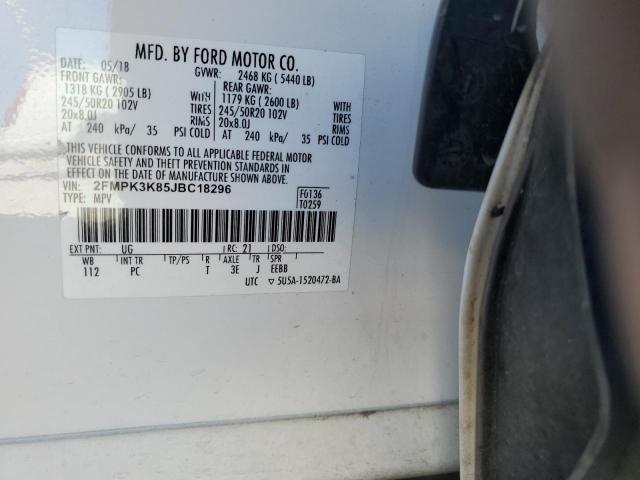 MFD. BY FORD MOTOR CO.
DATE: 05/18 GVWR: 2468 KG ( 5440 LB)
FRONT GAWR: REAR GAWR:
1318 KG ( 2905 LB) WITH 1179 KG ( 2600 LB) WITH
245/50R20 102V TIRES 245/50R20 102V TIRES
20x8.0J RIMS 20x8.0J RIMS
AT 240 kPa/ 35 PSI COLD AT 240 kPa/ 35 PSI COLD
THIS VEHICLE CONFORMS TO ALL APPLICABLE FEDERAL MOTOR
VEHICLE SAFETY AND THEFT PREVENTION STANDARDS IN
EFFECT ON THE DATE OF MANUFACTURE SHOWN ABOVE.
VIN: 2FMPK3K85JBC18296 F0136
TYPE: MPV T0259
EXT PNT: UG RC: 21 DSO:
WB INT TR TP/PS R AXLE TR SPR
112 PC T 3E J EEBB
UTC ▽ 5U5A-1520472-BA